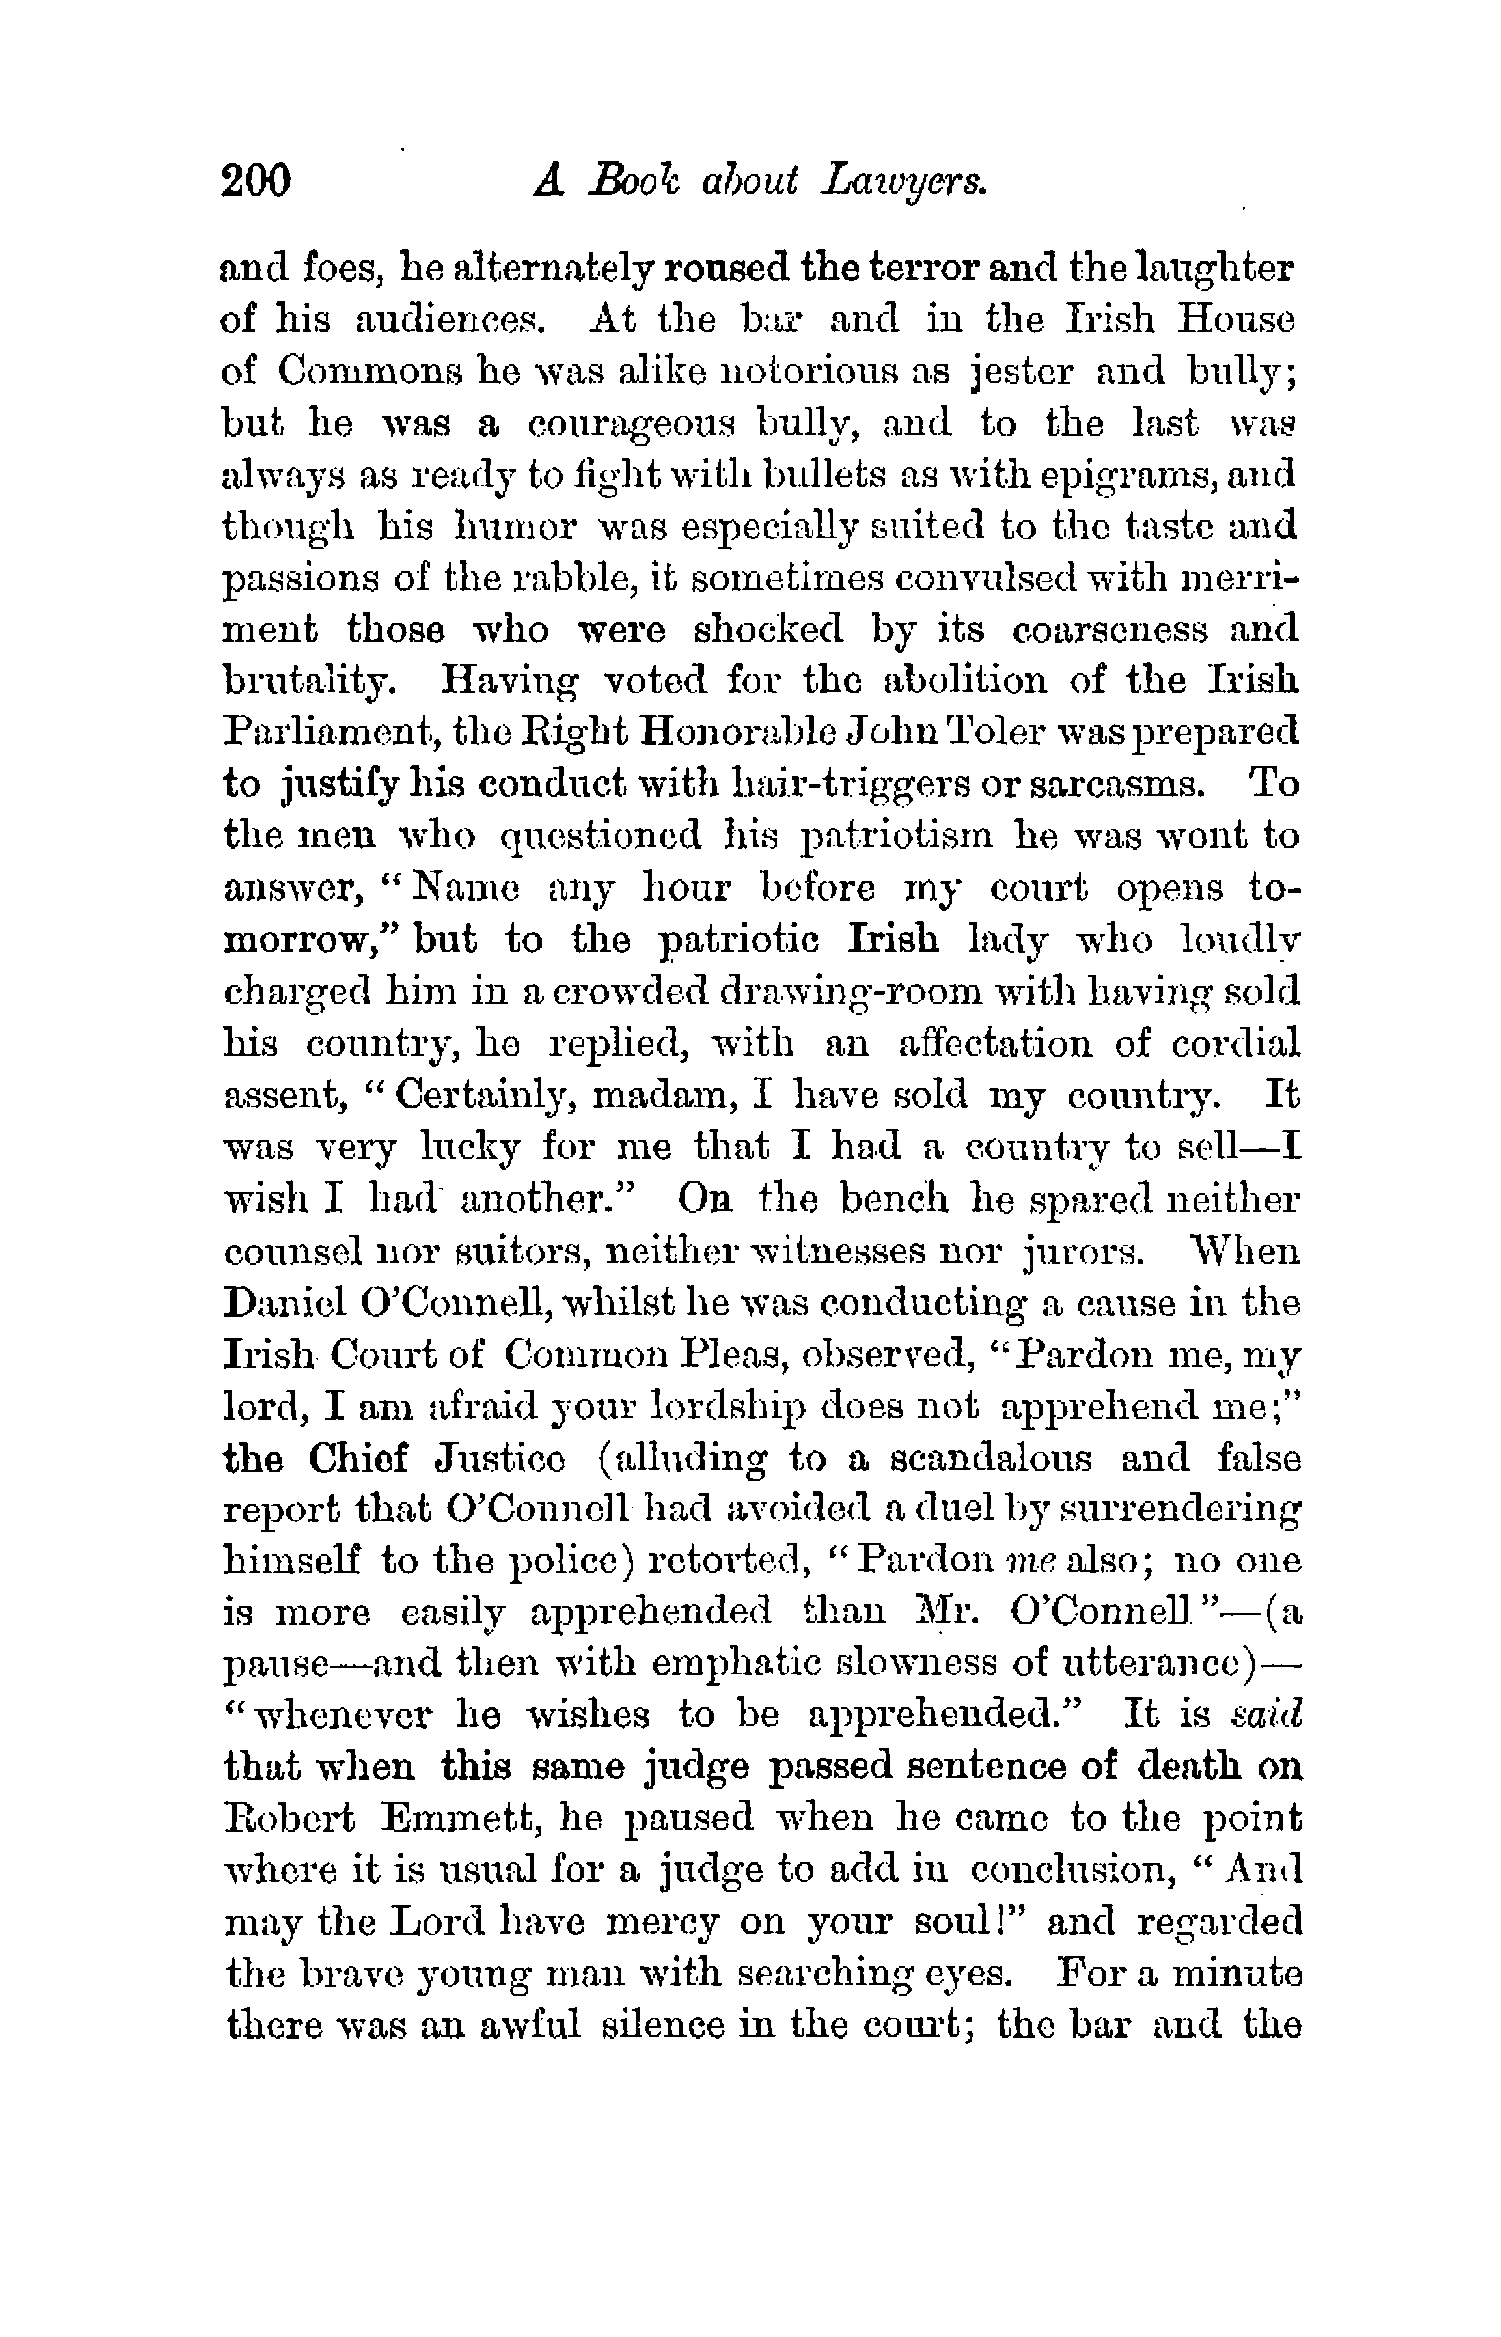 200 A Book about Lawyers.
and foes, he alternately roused the terror and the laughter
of his audiences. At the bar and in the Irish House
of Commons he was alike notorious as jester and bully;
but he was a courageous bully, and to the last was
always as ready to fight with bullets as with epigrams, and
though his humor was especially suited to the taste and
passions of the rabble, it sometimes convulsed with merri-
ment those who were shocked by its coarseness and
brutality. Having voted for the abolition of the Irish
Parliament, the Right Honorable John Toler was prepared
to justify his conduct with hair-triggers or sarcasms. To
the men who questioned his patriotism he was wont to
answer, “Name any hour before my court opens to-
morrow,” but to the patriotic Irish lady who loudly
charged him in a crowded drawing-room with having sold
his country, he replied, with an affectation of cordial
assent, “Certainly, madam, I have sold my country. It
was very lucky for me that I had a country to sell—I
wish I had another.” On the bench he spared neither
counsel nor suitors, neither witnesses nor jurors. When
Daniel O’Connell, whilst he was conducting a cause in the
Irish Court of Common Pleas, observed, “Pardon me, my
lord, I am afraid your lordship does not apprehend me;”
the Chief Justice (alluding to a scandalous and false
report that O’Connell had avoided a duel by surrendering
himself to the police) retorted, “Pardon me also; no one
is more easily apprehended than Mr. O’Connell”—(a
pause—and then with emphatic slowness of utterance)—
“whenever he wishes to be apprehended.” It is said
that when this same judge passed sentence of death on
Robert Emmett, he paused when he came to the point
where it is usual for a judge to add in conclusion, “And
may the Lord have mercy on your soul!” and regarded
the brave young man with searching eyes. For a minute
there was an awful silence in the court; the bar and the